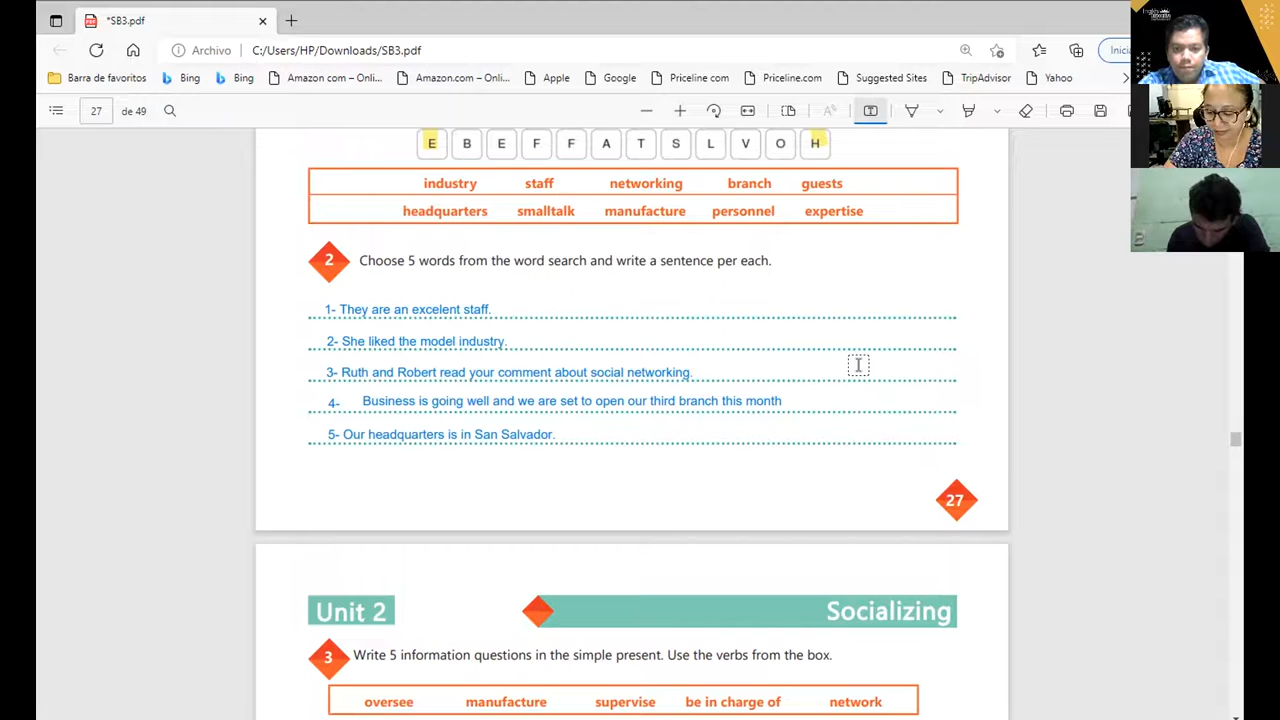 *SB3.pdf
Archivo C:/Users/HP/Downloads/SB3.pdf
Inicia
Barra de favoritos Bing Bing Amazon com – Onli... Amazon.com – Onli... Apple Google Priceline.com Priceline.com Suggested Sites TripAdvisor Yahoo
27 de 49
E B E F F A T S L V O H
industry staff networking branch guests
headquarters smalltalk manufacture personnel expertise
2 Choose 5 words from the word search and write a sentence per each.
1- They are an excelent staff.
2- She liked the model industry.
3- Ruth and Robert read your comment about social networking.
4- Business is going well and we are set to open our third branch this month
5- Our headquarters is in San Salvador.
27
Unit 2 Socializing
3 Write 5 information questions in the simple present. Use the verbs from the box.
oversee manufacture supervise be in charge of network